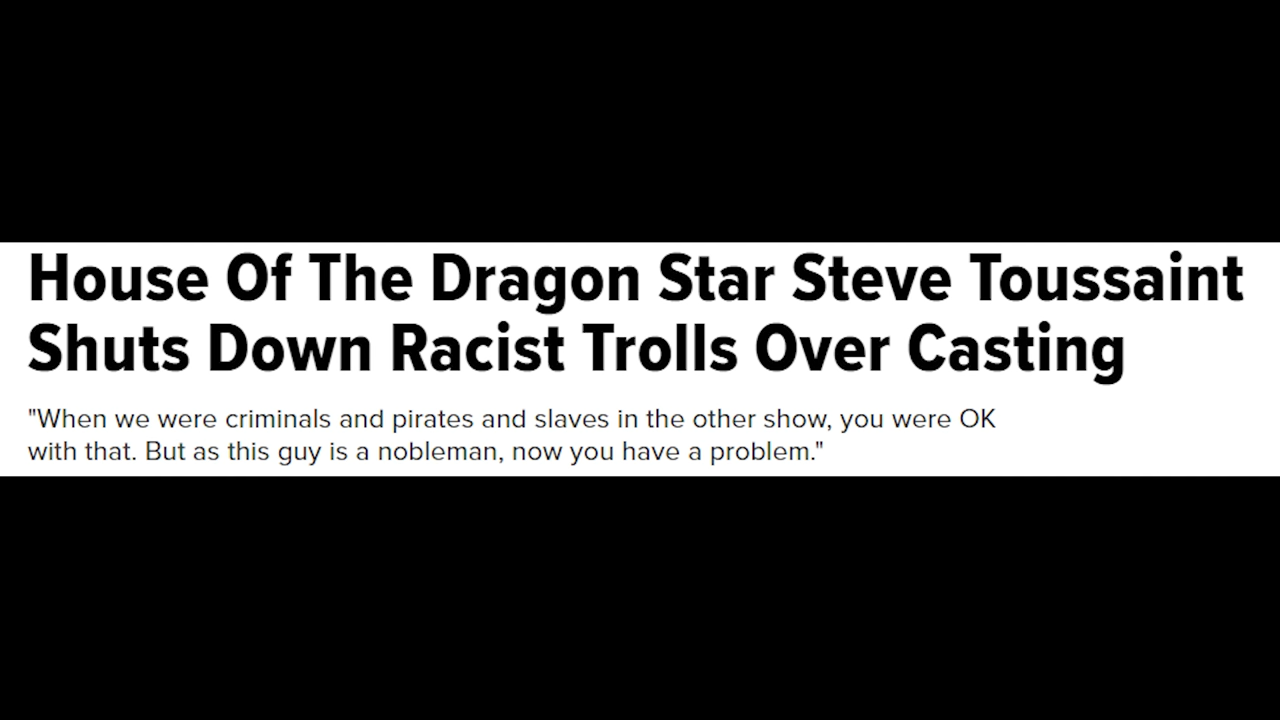 House Of The Dragon Star Steve Toussaint
Shuts Down Racist Trolls Over Casting
"When we were criminals and pirates and slaves in the other show, you were OK
with that. But as this guy is a nobleman, now you have a problem."